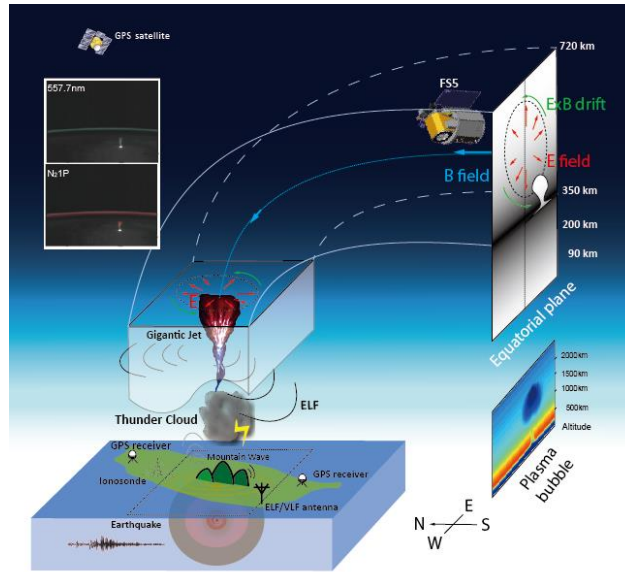 GPS satellite
720 km
557.7nm
FS5
ExB drift
E field
B field
N₂1P
350 km
200 km
90 km
Equatorial plane
E
Gigantic Jet
2000km
1500km
1000km
500km
Altitude
Plasma
bubble
Thunder Cloud
ELF
GPS receiver
Mountain Wave
GPS receiver
Ionosonde
ELF/VLF antenna
Earthquake
E
N
S
W